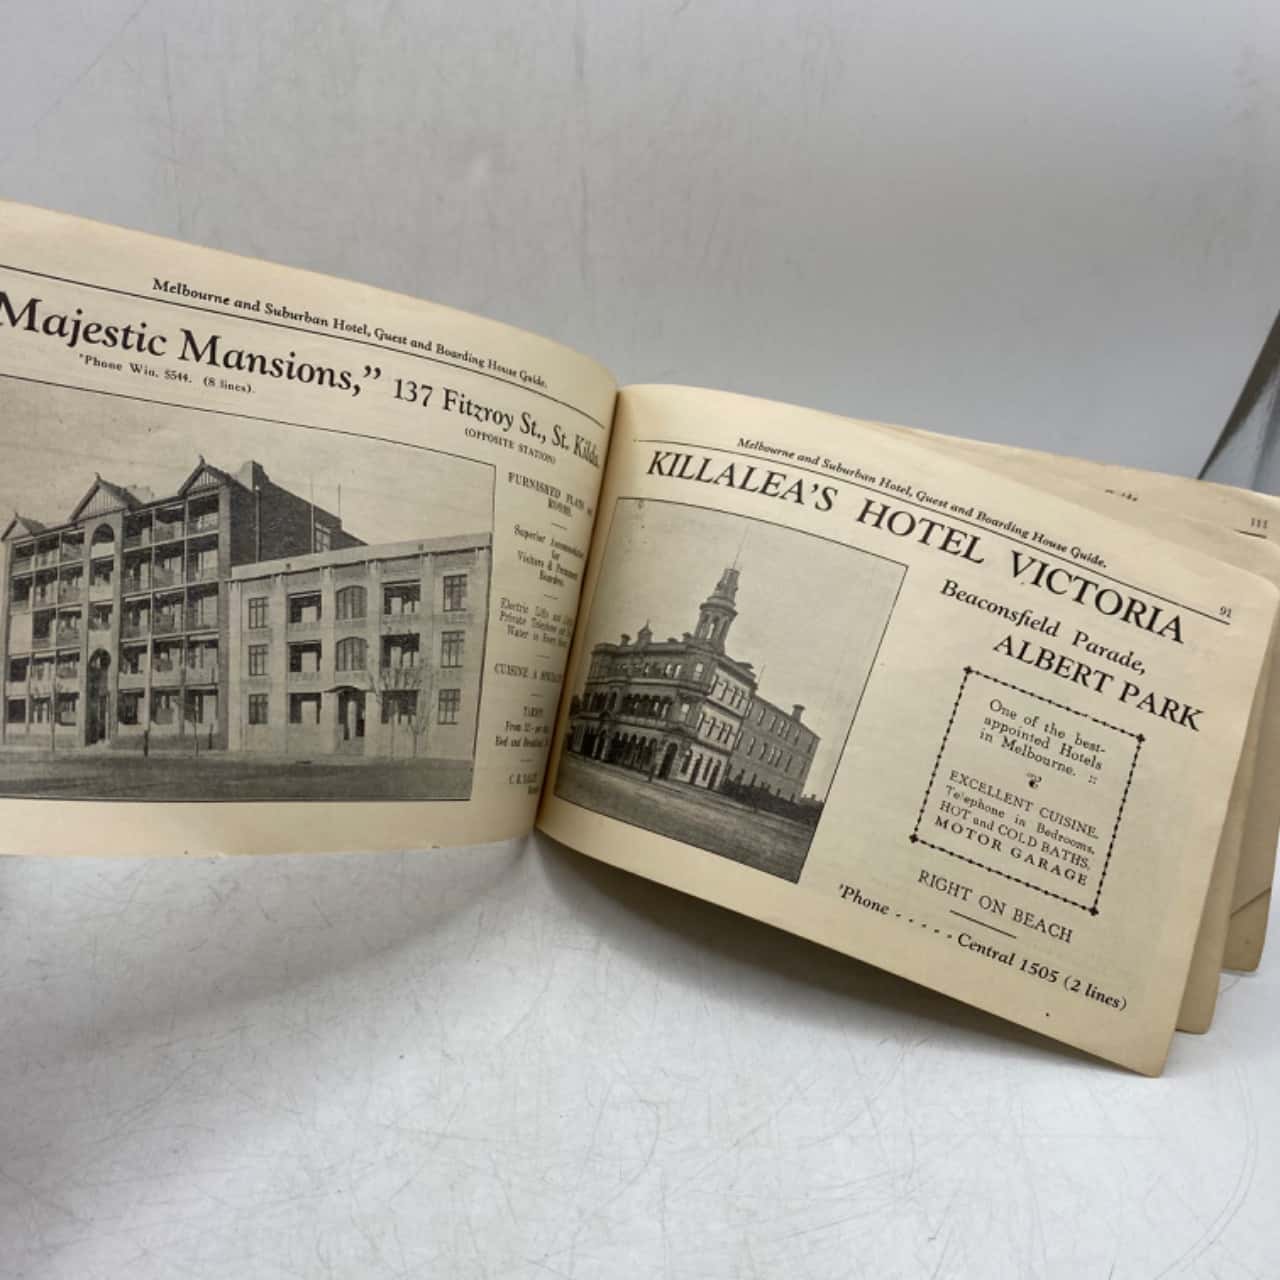 Melbourne and Suburban Hotel, Guest and Boarding House Guide.
Majestic Mansions," 137 Fitzroy St., St. Kilda.
'Phone Win. 5544. (8 lines).
(OPPOSITE STATION)
FURNISHED FLATS
ROOMS.
Superior Accommodation
for
Visitors & Permanent
Boarders.
Electric Lifts and
Private Telephone
Water in Every
CUISINE A
TARIFF
From
Bed and Breakfast
Melbourne and Suburban Hotel, Guest and Boarding House Guide.
91
KILLALEA'S HOTEL VICTORIA
Beaconsfield Parade,
ALBERT PARK
One of the best-
appointed Hotels
in Melbourne. ::
EXCELLENT CUISINE.
Telephone in Bedrooms.
HOT and COLD BATHS.
MOTOR GARAGE
RIGHT ON BEACH
'Phone - - - - - Central 1505 (2 lines)
111